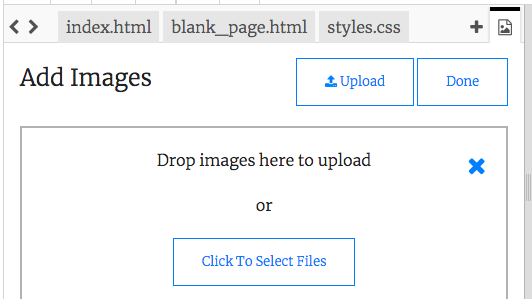 index.html blank_page.html styles.css
Add Images Upload Done
Drop images here to upload
or
Click To Select Files